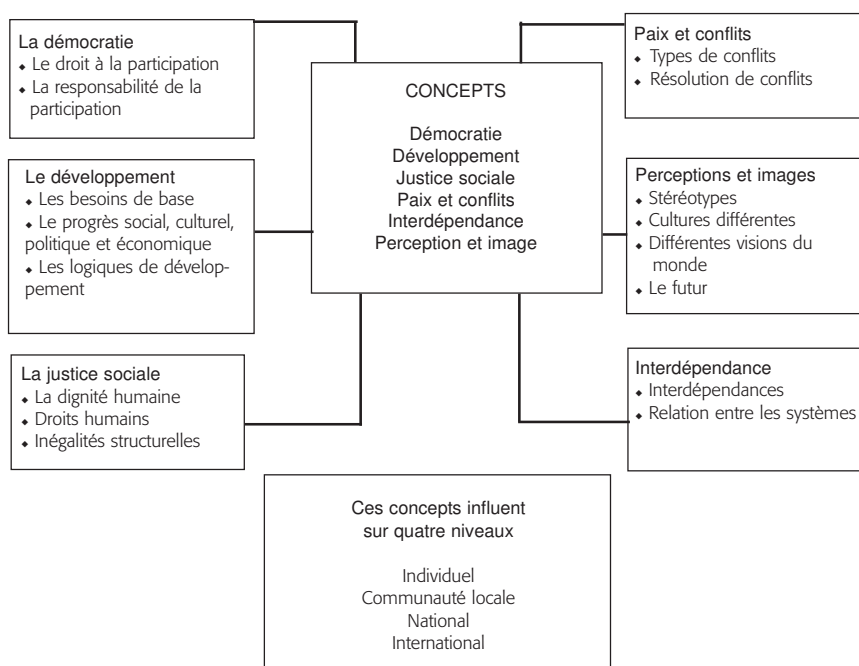 La démocratie
◆ Le droit à la participation
◆ La responsabilité de la
participation
Le développement
◆ Les besoins de base
◆ Le progrès social, culturel,
politique et économique
◆ Les logiques de dévelop-
pement
La justice sociale
◆ La dignité humaine
◆ Droits humains
◆ Inégalités structurelles
CONCEPTS
Démocratie
Développement
Justice sociale
Paix et conflits
Interdépendance
Perception et image
Paix et conflits
◆ Types de conflits
◆ Résolution de conflits
Perceptions et images
◆ Stéréotypes
◆ Cultures différentes
◆ Différentes visions du
monde
◆ Le futur
Interdépendance
◆ Interdépendances
◆ Relation entre les systèmes
Ces concepts influent
sur quatre niveaux
Individuel
Communauté locale
National
International